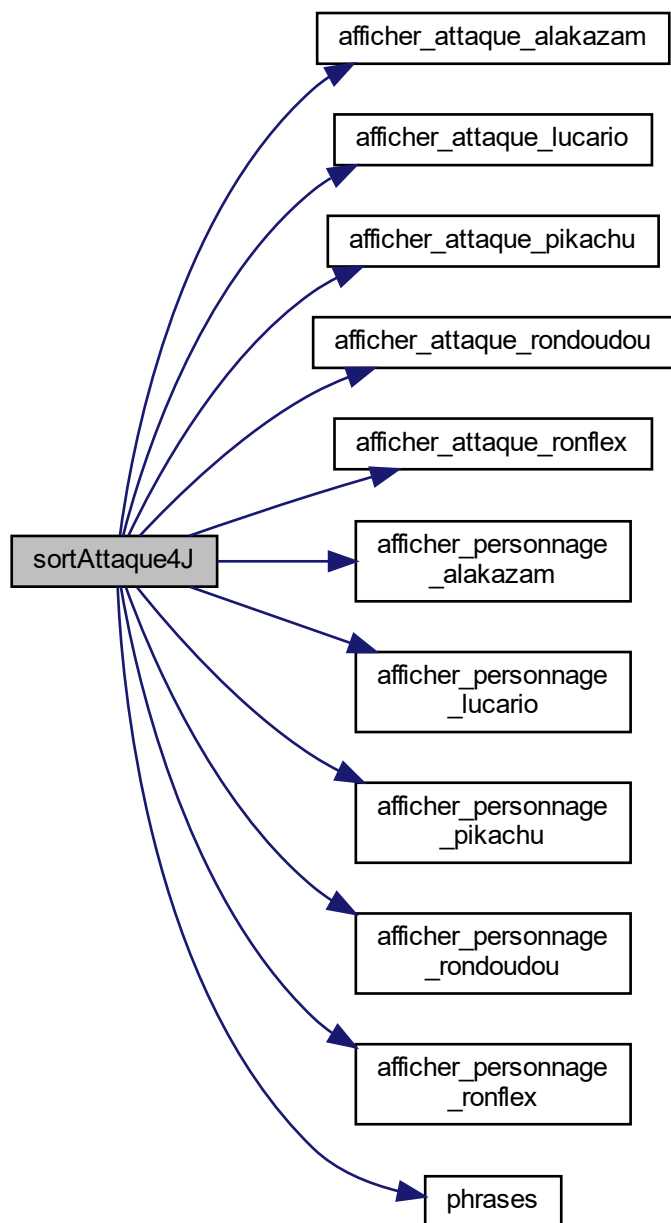 afficher_attaque_alakazam
afficher_attaque_lucario
afficher_attaque_pikachu
afficher_attaque_rondoudou
afficher_attaque_ronflex
sortAttaque4J
afficher_personnage
_alakazam
afficher_personnage
_lucario
afficher_personnage
_pikachu
afficher_personnage
_rondoudou
afficher_personnage
_ronflex
phrases